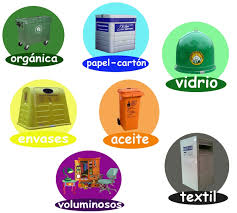 orgánica
papel-cartón
vidrio
envases
aceite
voluminosos
textil